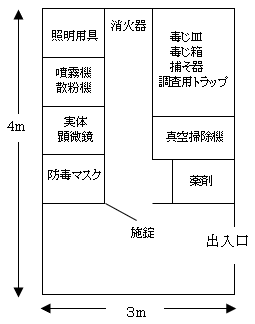 照明用具
消火器
毒じ皿
毒じ箱
捕そ器
調査用トラップ
噴霧機
散粉機
実体
顕微鏡
真空掃除機
防毒マスク
薬剤
施錠
出入口
4m
3m